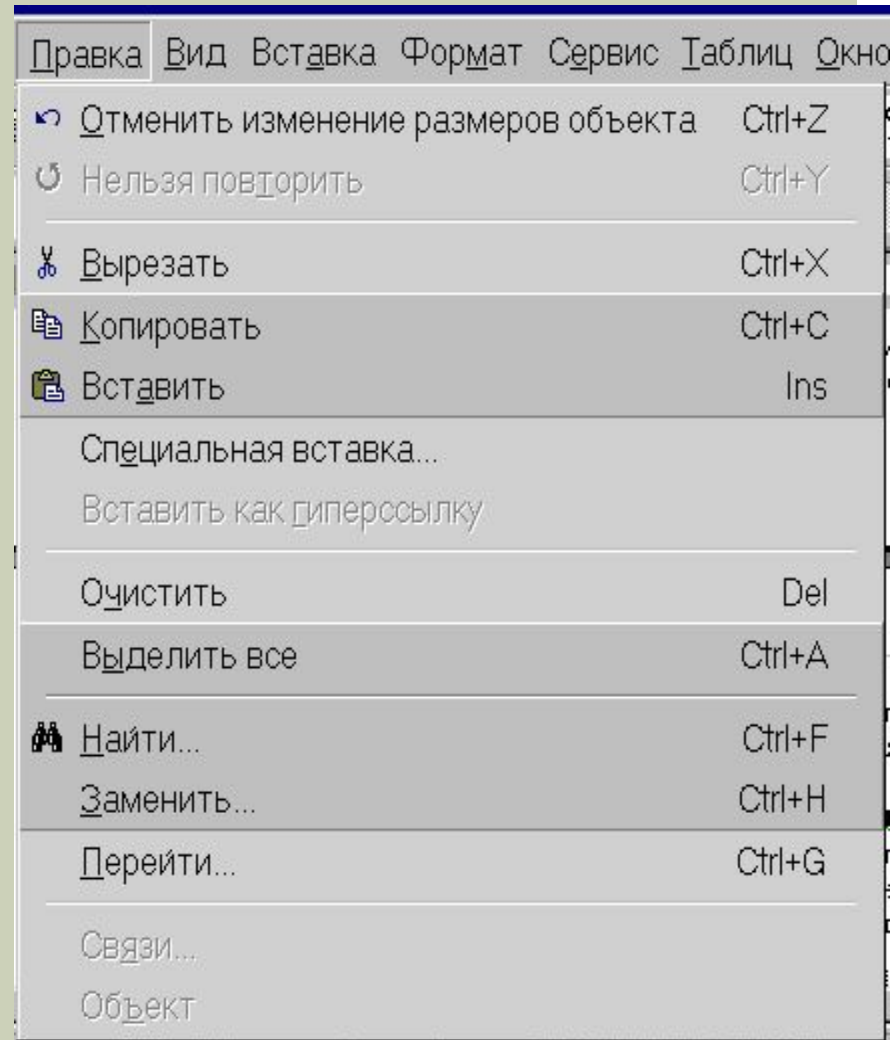 Правка Вид Вставка Формат Сервис Таблиц Окно
Отменить изменение размеров объекта Ctrl+Z
Нельзя повторить Ctrl+Y
Вырезать Ctrl+X
Копировать Ctrl+C
Вставить Ins
Специальная вставка...
Вставить как гиперссылку
Очистить Del
Выделить все Ctrl+A
Найти... Ctrl+F
Заменить... Ctrl+H
Перейти... Ctrl+G
Связи...
Объект